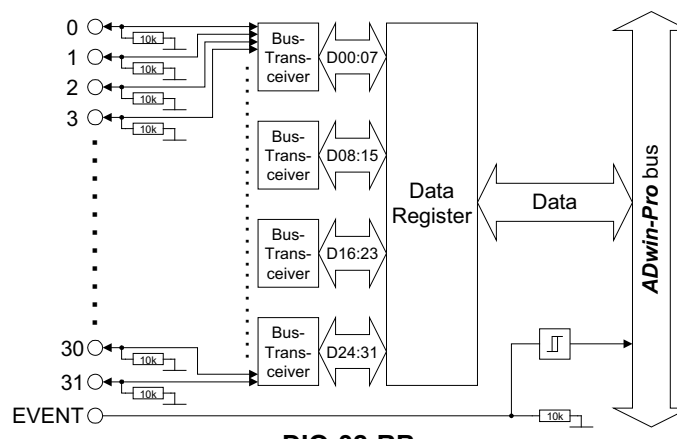 0
10k
1
10k
2
10k
3
10k
Bus-
Trans-
ceiver
D00:07
Bus-
Trans-
ceiver
D08:15
Bus-
Trans-
ceiver
D16:23
Bus-
Trans-
ceiver
D24:31
Data
Register
Data
ADwin-Pro bus
30
10k
31
10k
EVENT
10k